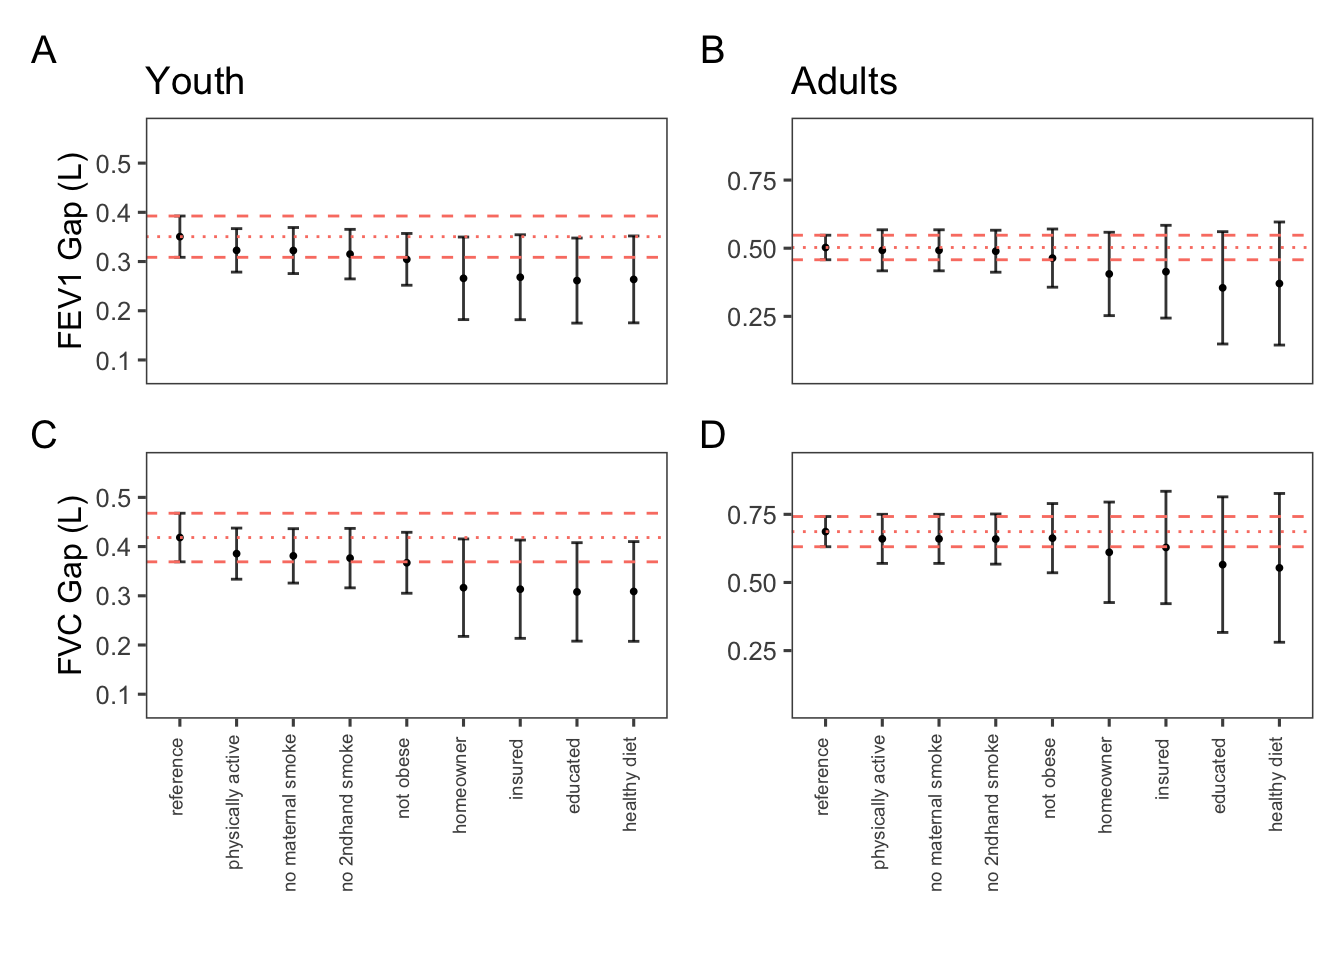 A
Youth
FEV1 Gap (L)
0.5
0.4
0.3
0.2
0.1
B
Adults
0.75
0.50
0.25
C
FVC Gap (L)
0.5
0.4
0.3
0.2
0.1
reference
physically active
no maternal smoke
no 2ndhand smoke
not obese
homeowner
insured
educated
healthy diet
D
0.75
0.50
0.25
reference
physically active
no maternal smoke
no 2ndhand smoke
not obese
homeowner
insured
educated
healthy diet